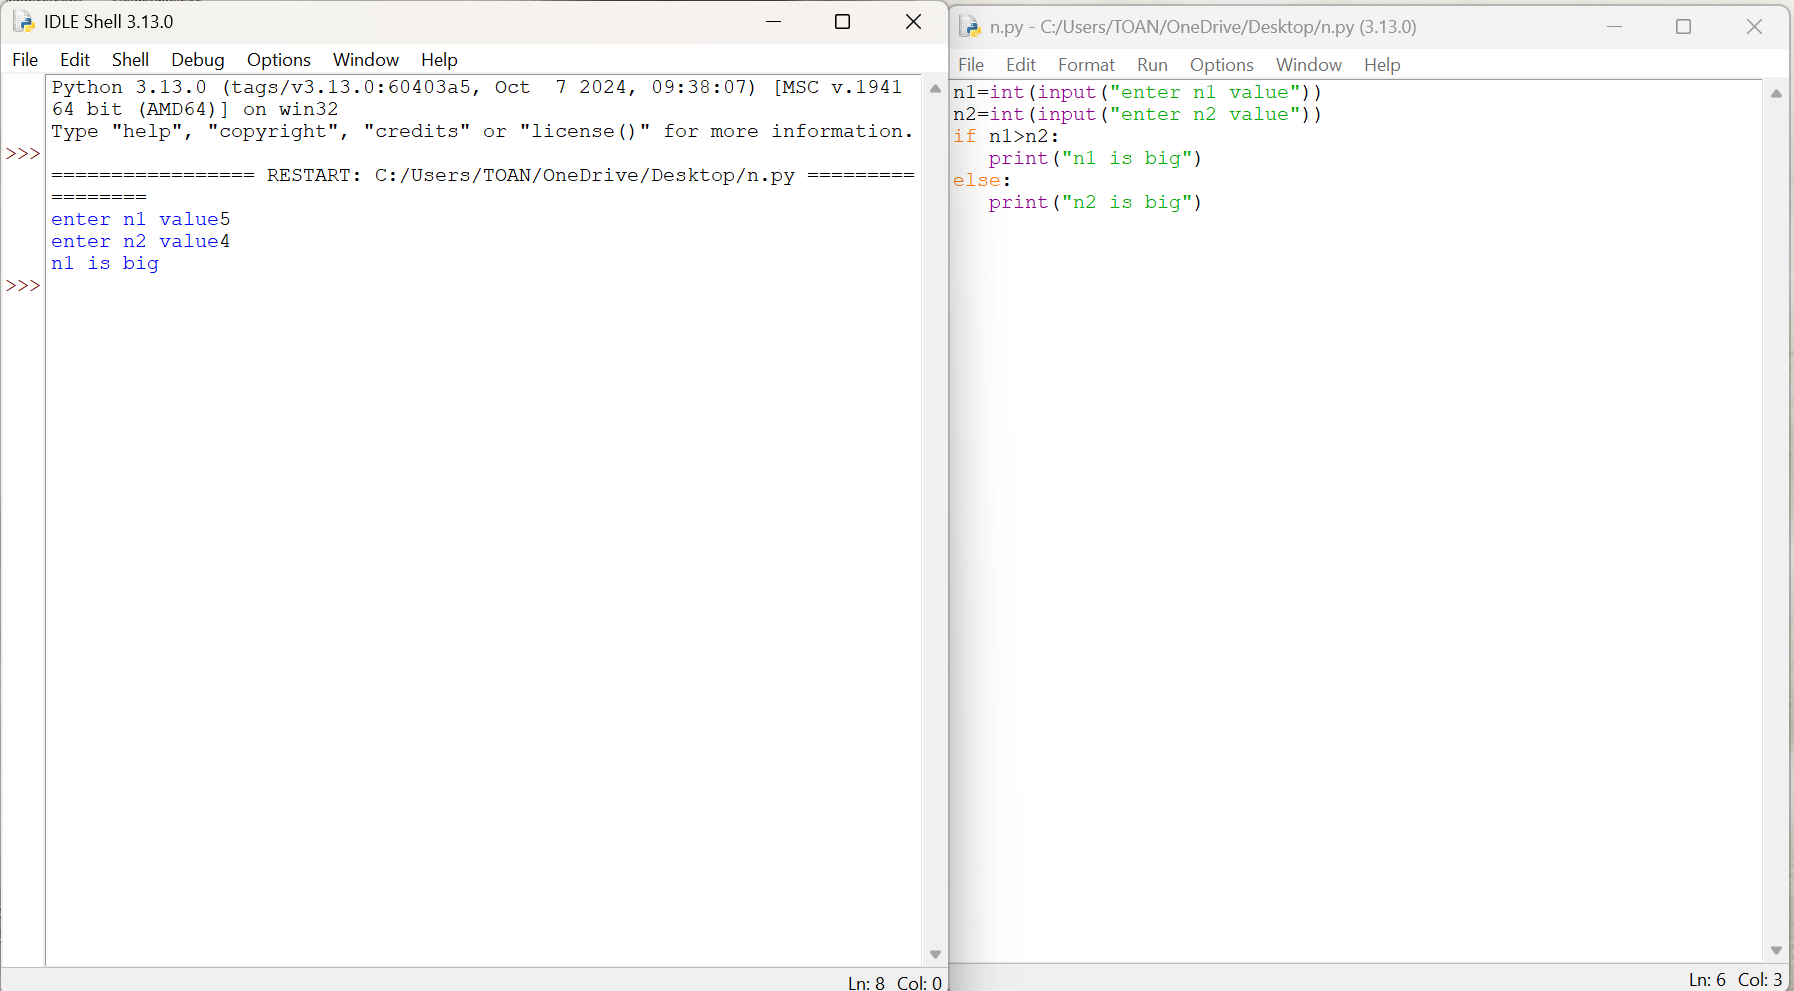 IDLE Shell 3.13.0
File Edit Shell Debug Options Window Help
Python 3.13.0 (tags/v3.13.0:60403a5, Oct  7 2024, 09:38:07) [MSC v.1941
64 bit (AMD64)] on win32
Type "help", "copyright", "credits" or "license()" for more information.
>>>
================= RESTART: C:/Users/TOAN/OneDrive/Desktop/n.py =========
========
enter n1 value5
enter n2 value4
n1 is big
>>>
Ln: 8 Col: 0
n.py - C:/Users/TOAN/OneDrive/Desktop/n.py (3.13.0)
File Edit Format Run Options Window Help
n1=int(input("enter n1 value"))
n2=int(input("enter n2 value"))
if n1>n2:
   print("n1 is big")
else:
   print("n2 is big")
Ln: 6 Col: 3